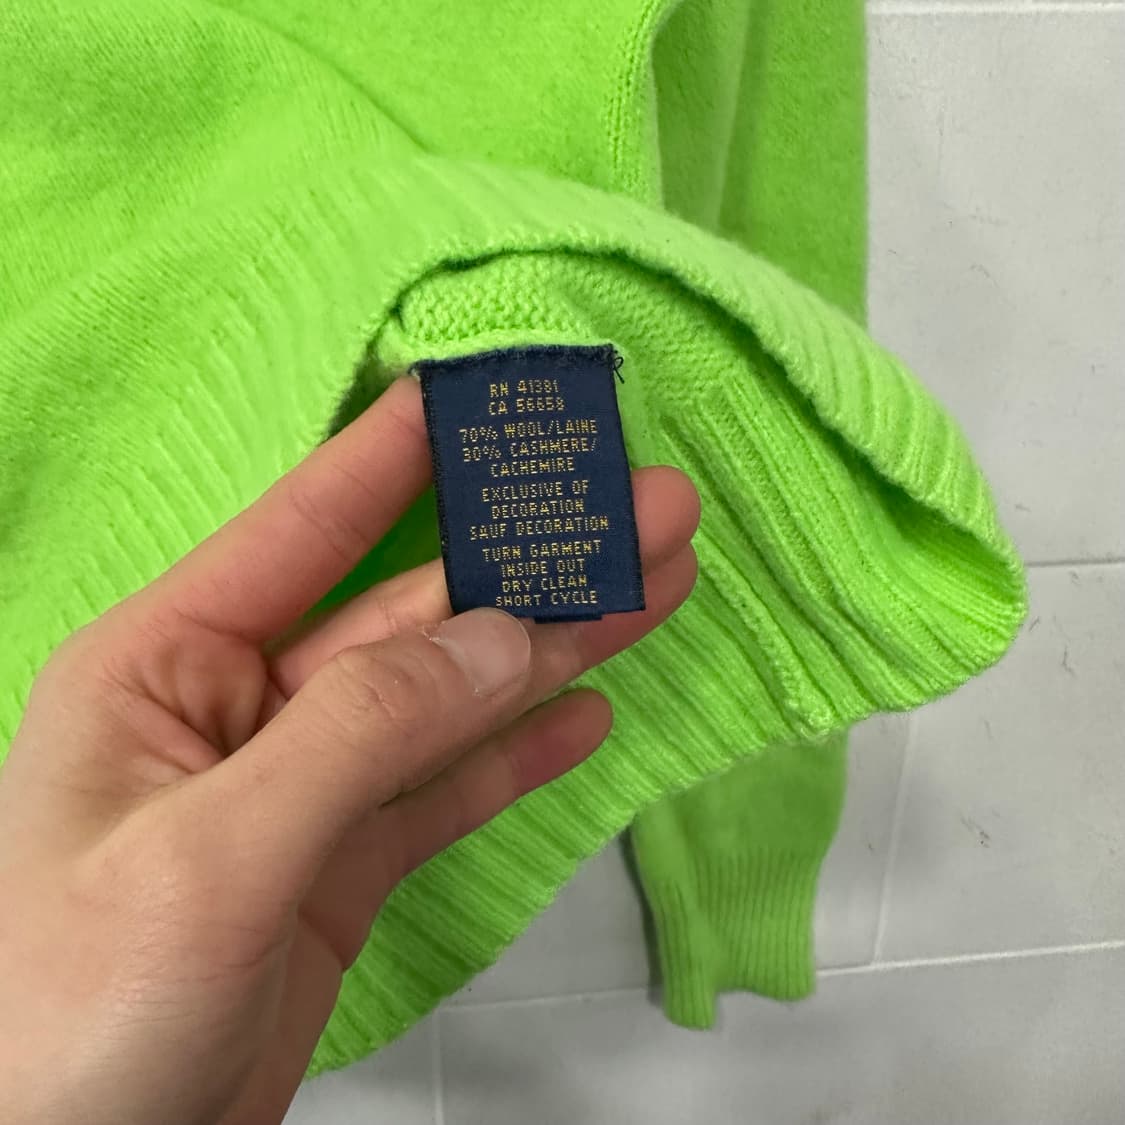 RN 41381
CA 56658
70% WOOL/LAINE
30% CASHMERE/
CACHEMIRE
EXCLUSIVE OF
DECORATION
SAUF DECORATION
TURN GARMENT
INSIDE OUT
DRY CLEAN
SHORT CYCLE